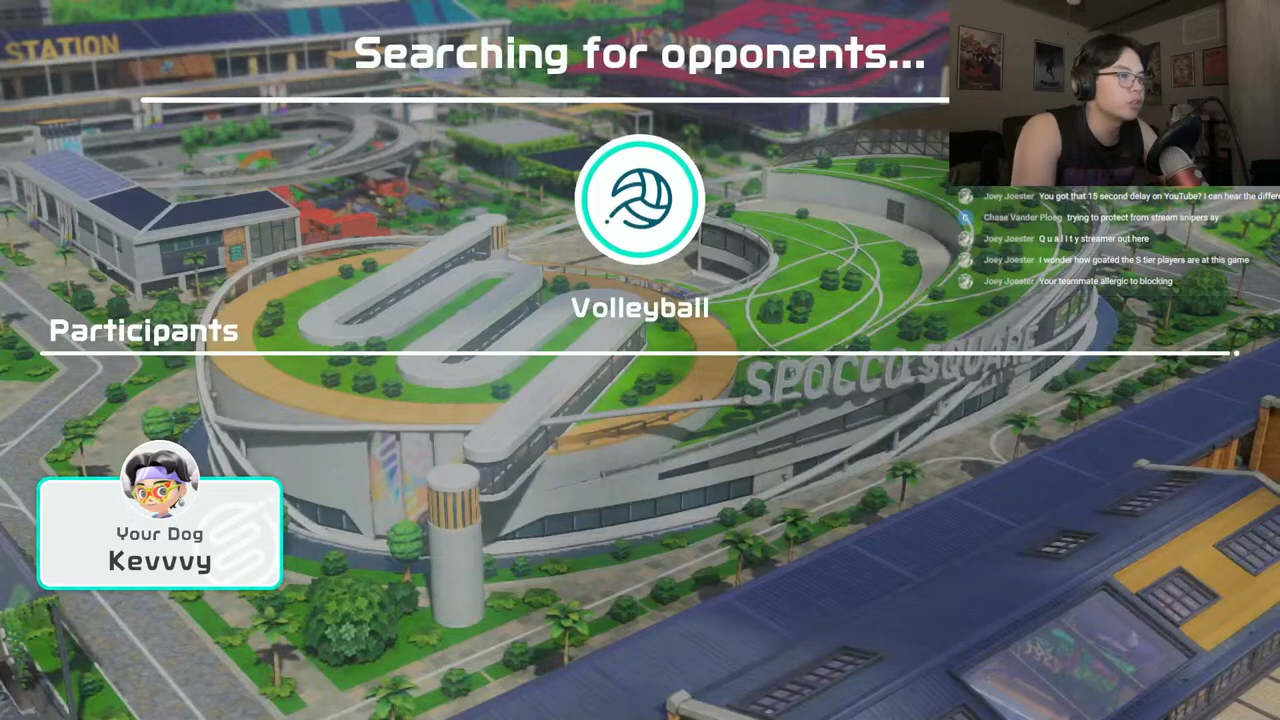 STATION
Searching for opponents...
Joey Joester You got that 15 second delay on YouTube? I can hear the differe
Chase Vander Ploeg trying to protect from stream snipers ay
Joey Joester Q u a l i t y streamer out here
Joey Joester I wonder how goated the S tier players are at this game
Joey Joester Your teammate allergic to blocking
Volleyball
Participants
SPOCCO SQUARE
Your Dog
Kevvvy